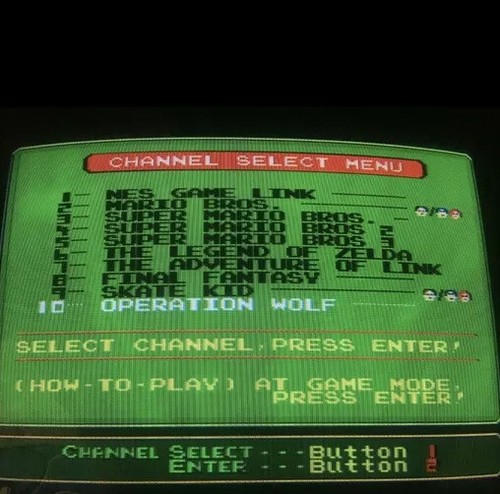 CHANNEL SELECT MENU
1- NES GAME LINK
2- MARIO BROS.
3- SUPER MARIO BROS.
4- SUPER MARIO BROS 2
5- SUPER MARIO BROS 3
6- THE LEGEND OF ZELDA
7- THE ADVENTURE OF LINK
8- FINAL FANTASY
9- SKATE KID
10 OPERATION WOLF
SELECT CHANNEL, PRESS ENTER!
(HOW-TO-PLAY) AT GAME MODE,
PRESS ENTER!
CHANNEL SELECT ---Button 1
ENTER ---Button 2